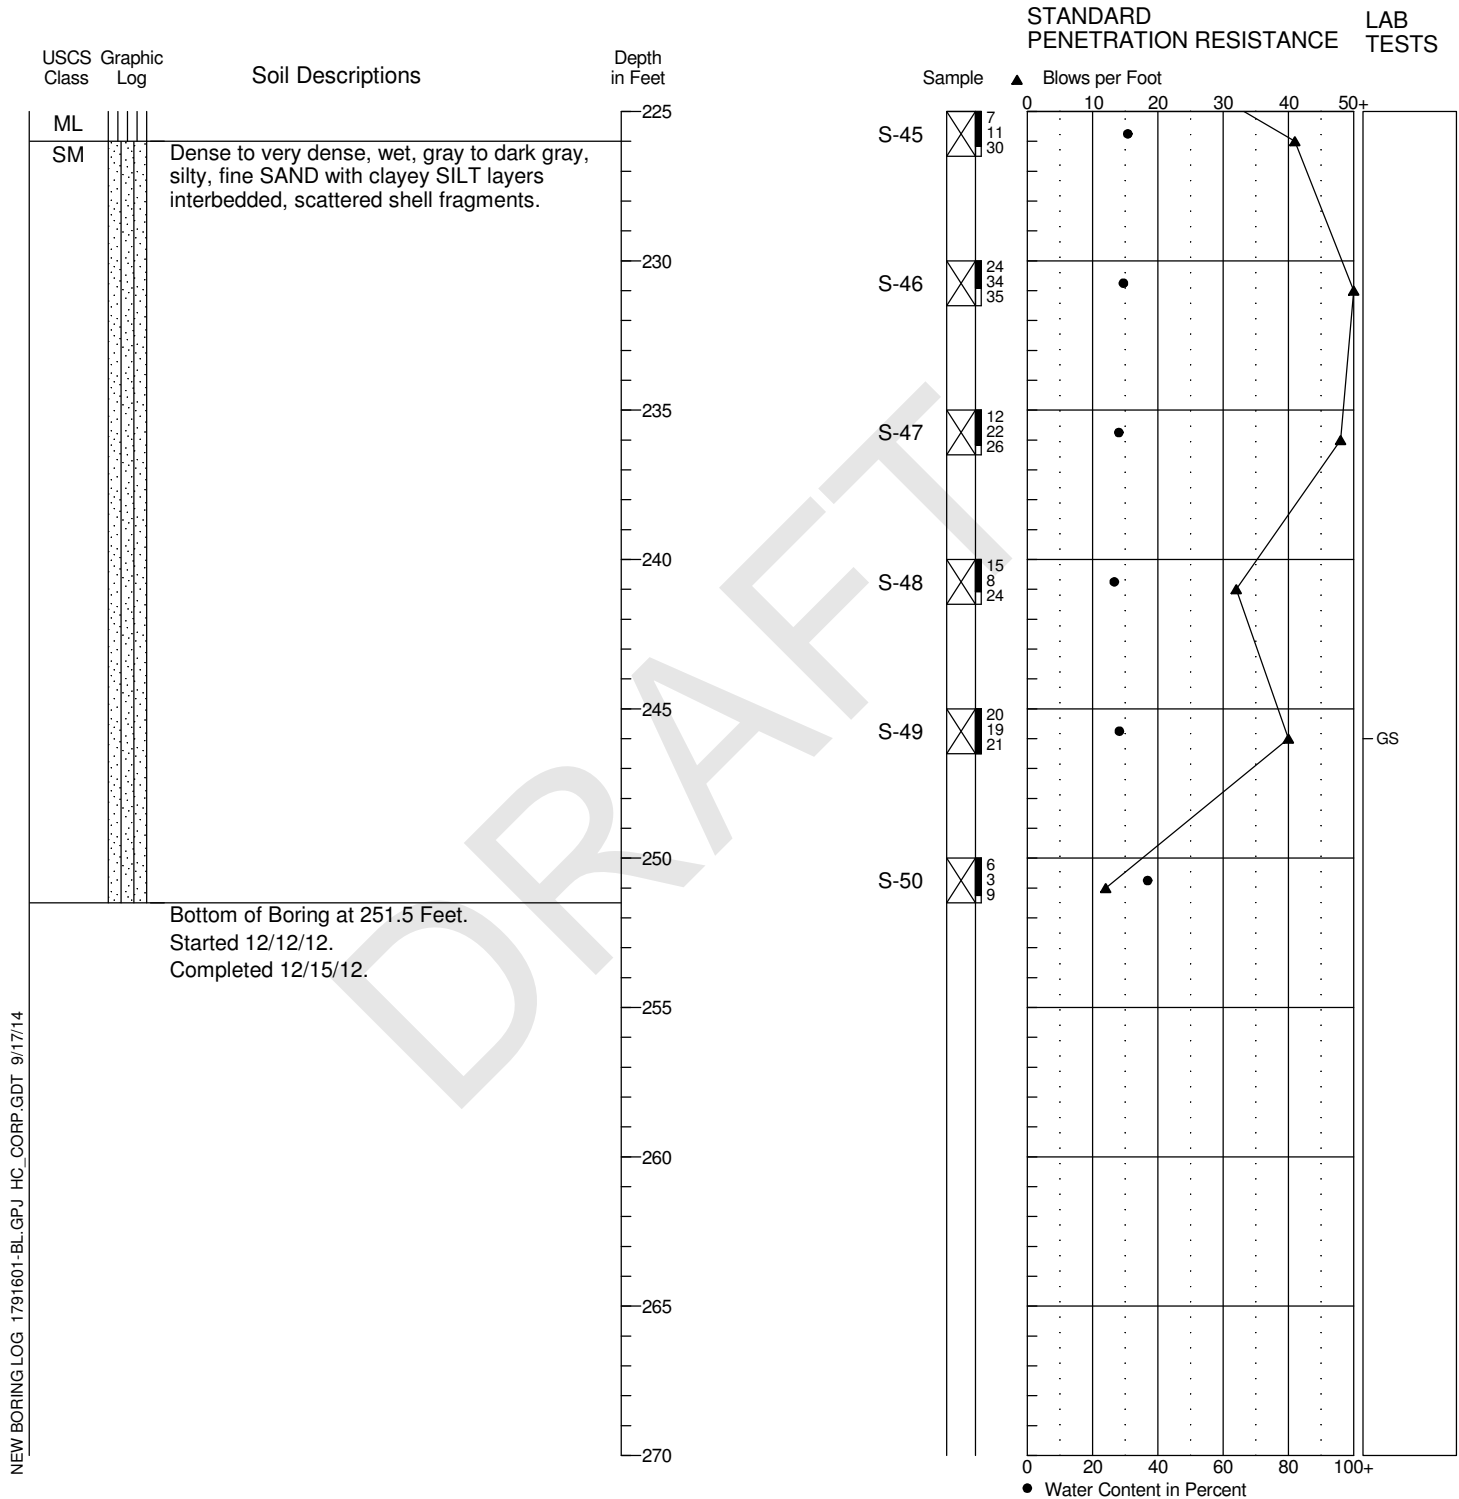 STANDARD
PENETRATION RESISTANCE
LAB
TESTS
USCS
Class
Graphic
Log
Soil Descriptions
Depth
in Feet
Sample
▲ Blows per Foot
0 10 20 30 40 50+
ML
SM
Dense to very dense, wet, gray to dark gray,
silty, fine SAND with clayey SILT layers
interbedded, scattered shell fragments.
Bottom of Boring at 251.5 Feet.
Started 12/12/12.
Completed 12/15/12.
225
230
235
240
245
250
255
260
265
270
S-45
7
11
30
S-46
24
34
35
S-47
12
22
26
S-48
15
8
24
S-49
20
19
21
GS
S-50
6
3
9
0 20 40 60 80 100+
● Water Content in Percent
DRAFT
NEW BORING LOG 1791601-BL.GPJ HC_CORP.GDT 9/17/14